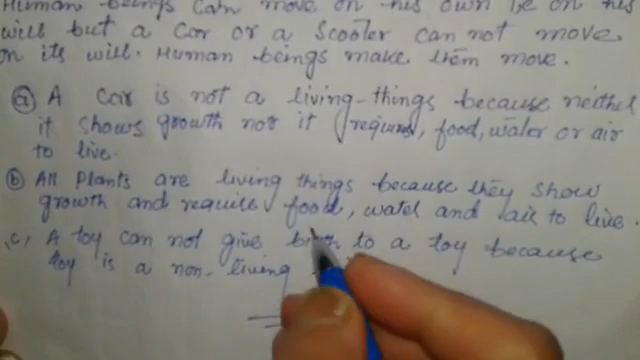 Human beings can move on his own be on his
will but a car or a scooter can not move
on its will. Human beings make them move.
(a) A car is not a living-things because neither
it shows growth nor it requires, food, water or air
to live.
(b) All Plants are living things because they show
growth and require food, water and air to live.
(c) A toy can not give birth to a toy because
toy is a non-living